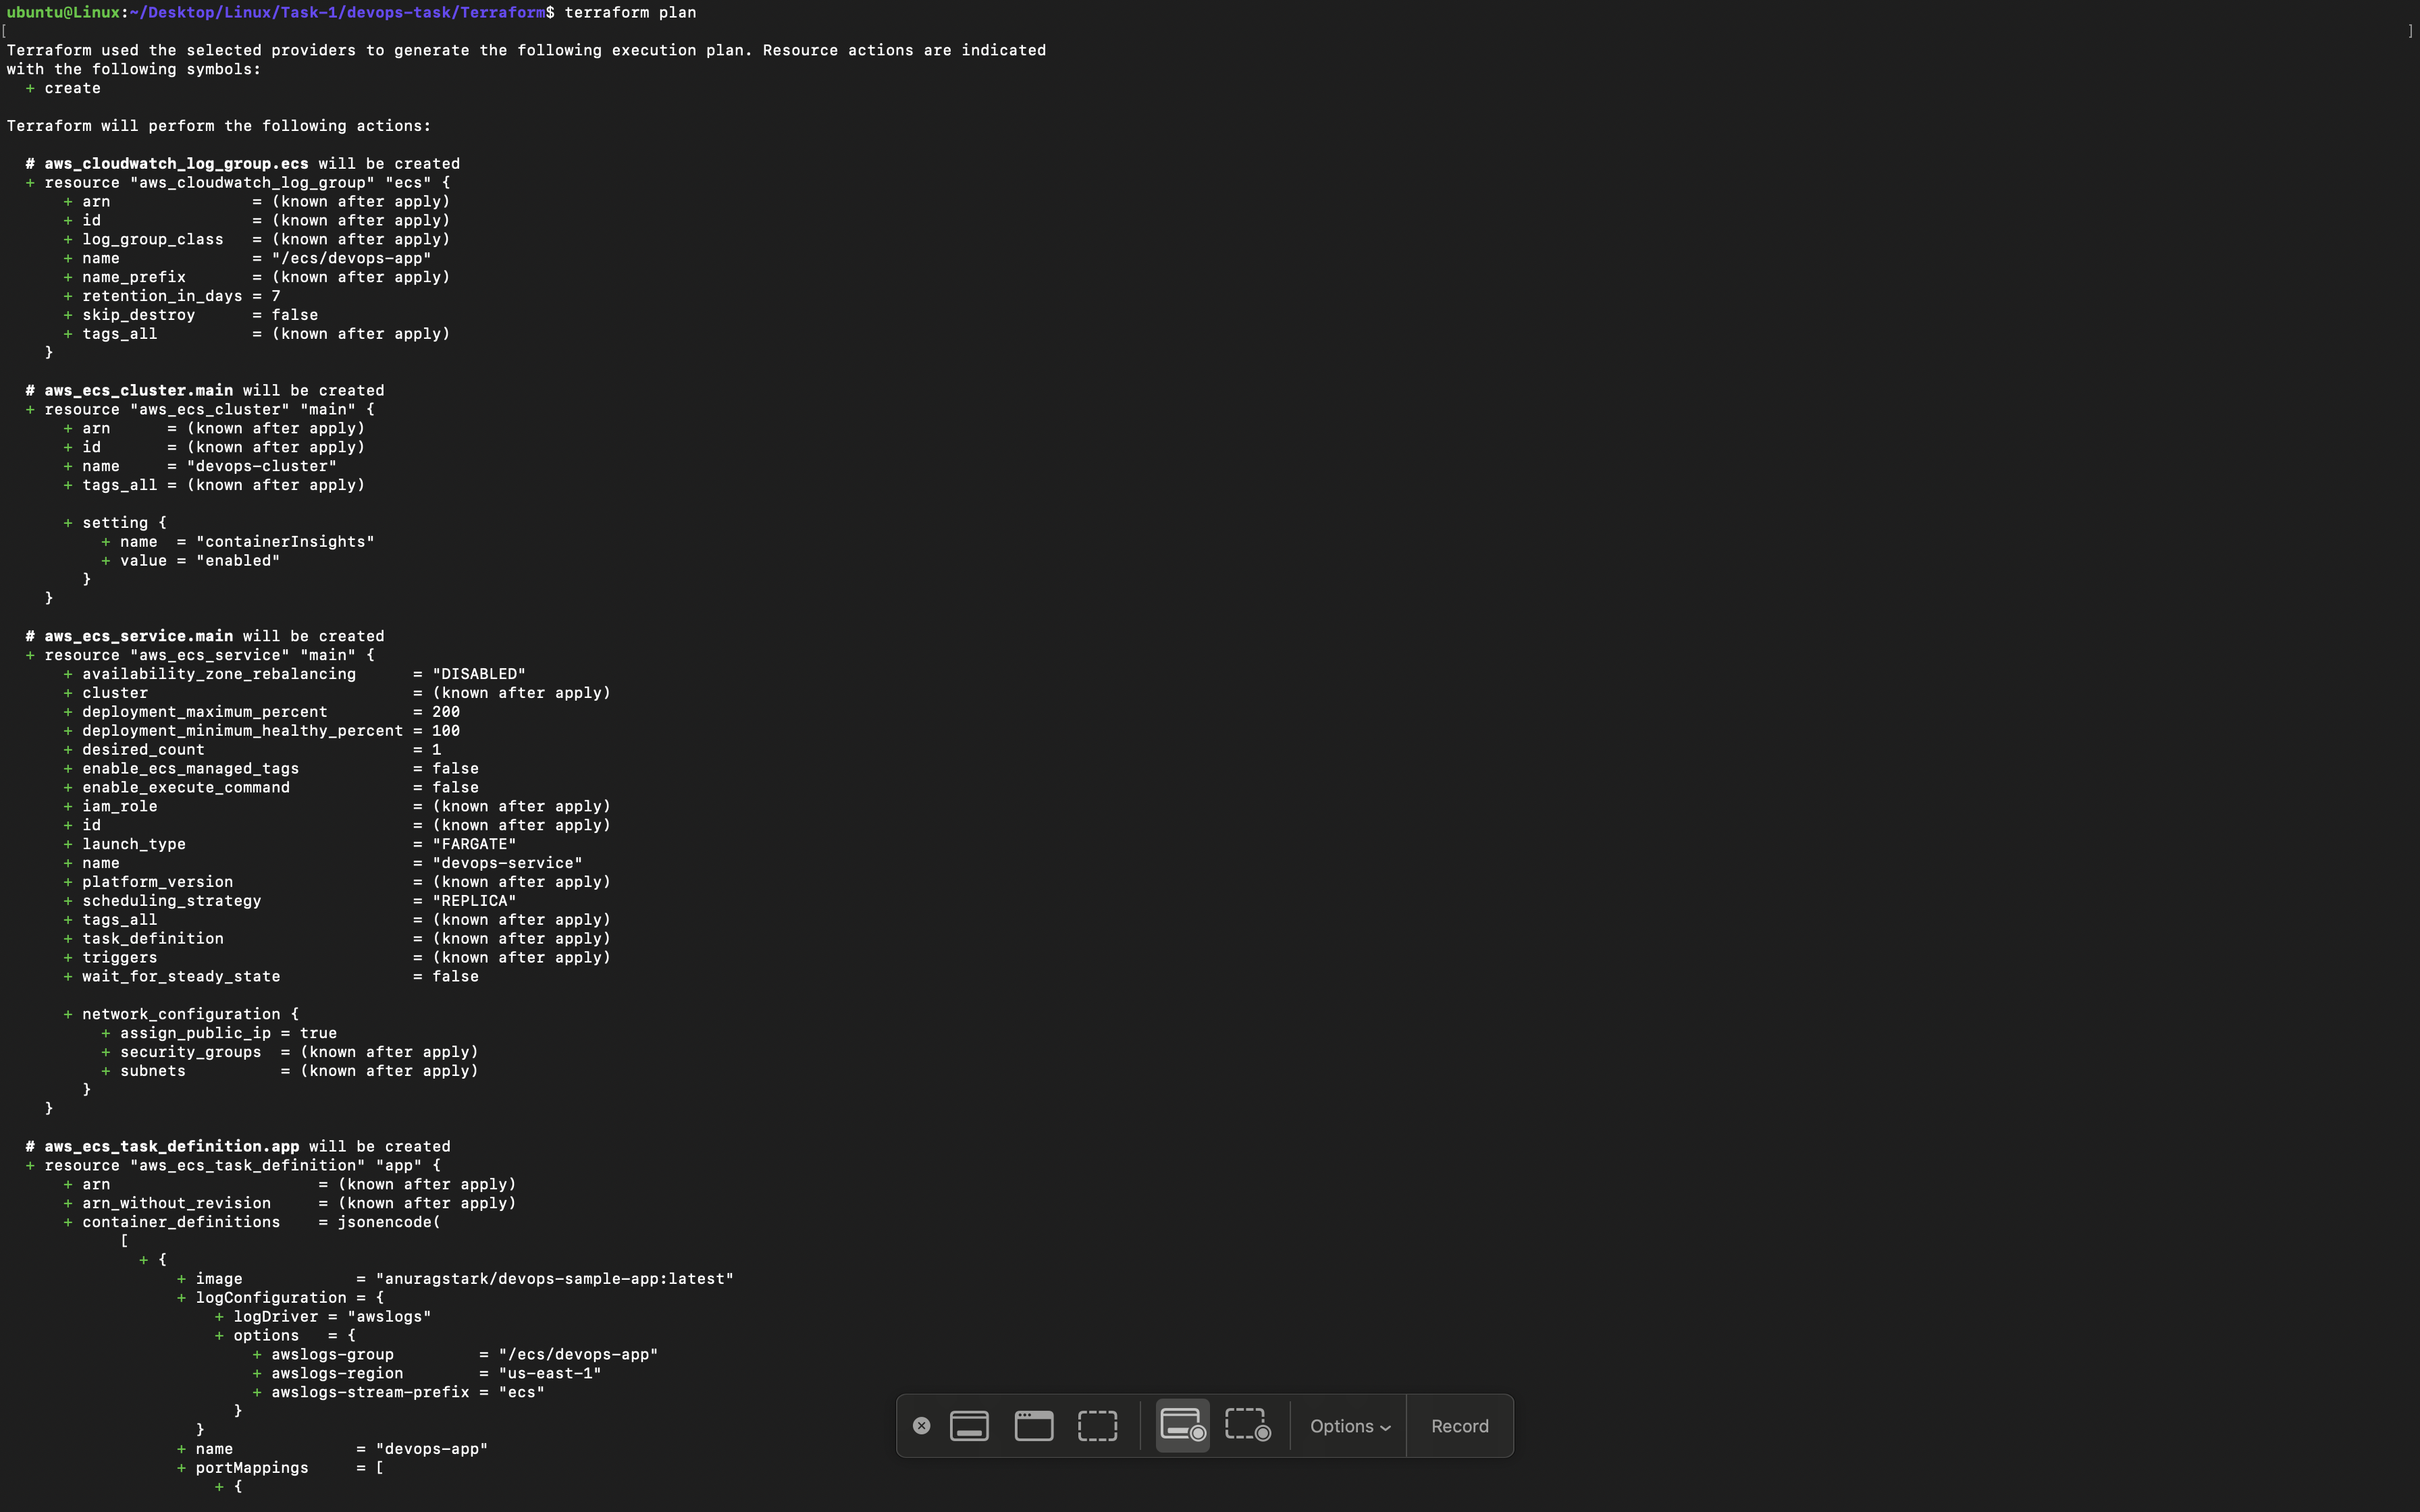 ubuntu@Linux:~/Desktop/Linux/Task-1/devops-task/Terraform$ terraform plan
[ ]
Terraform used the selected providers to generate the following execution plan. Resource actions are indicated
with the following symbols:
  + create

Terraform will perform the following actions:

  # aws_cloudwatch_log_group.ecs will be created
  + resource "aws_cloudwatch_log_group" "ecs" {
      + arn               = (known after apply)
      + id                = (known after apply)
      + log_group_class   = (known after apply)
      + name              = "/ecs/devops-app"
      + name_prefix       = (known after apply)
      + retention_in_days = 7
      + skip_destroy      = false
      + tags_all          = (known after apply)
    }

  # aws_ecs_cluster.main will be created
  + resource "aws_ecs_cluster" "main" {
      + arn      = (known after apply)
      + id       = (known after apply)
      + name     = "devops-cluster"
      + tags_all = (known after apply)

      + setting {
          + name  = "containerInsights"
          + value = "enabled"
        }
    }

  # aws_ecs_service.main will be created
  + resource "aws_ecs_service" "main" {
      + availability_zone_rebalancing      = "DISABLED"
      + cluster                            = (known after apply)
      + deployment_maximum_percent         = 200
      + deployment_minimum_healthy_percent = 100
      + desired_count                      = 1
      + enable_ecs_managed_tags            = false
      + enable_execute_command             = false
      + iam_role                           = (known after apply)
      + id                                 = (known after apply)
      + launch_type                        = "FARGATE"
      + name                               = "devops-service"
      + platform_version                   = (known after apply)
      + scheduling_strategy                = "REPLICA"
      + tags_all                           = (known after apply)
      + task_definition                    = (known after apply)
      + triggers                           = (known after apply)
      + wait_for_steady_state              = false

      + network_configuration {
          + assign_public_ip = true
          + security_groups  = (known after apply)
          + subnets          = (known after apply)
        }
    }

  # aws_ecs_task_definition.app will be created
  + resource "aws_ecs_task_definition" "app" {
      + arn                      = (known after apply)
      + arn_without_revision     = (known after apply)
      + container_definitions    = jsonencode(
            [
              + {
                  + image            = "anuragstark/devops-sample-app:latest"
                  + logConfiguration = {
                      + logDriver = "awslogs"
                      + options   = {
                          + awslogs-group         = "/ecs/devops-app"
                          + awslogs-region        = "us-east-1"
                          + awslogs-stream-prefix = "ecs"
                        }
                    }
                  + name             = "devops-app"
                  + portMappings     = [
                      + {
Options Record